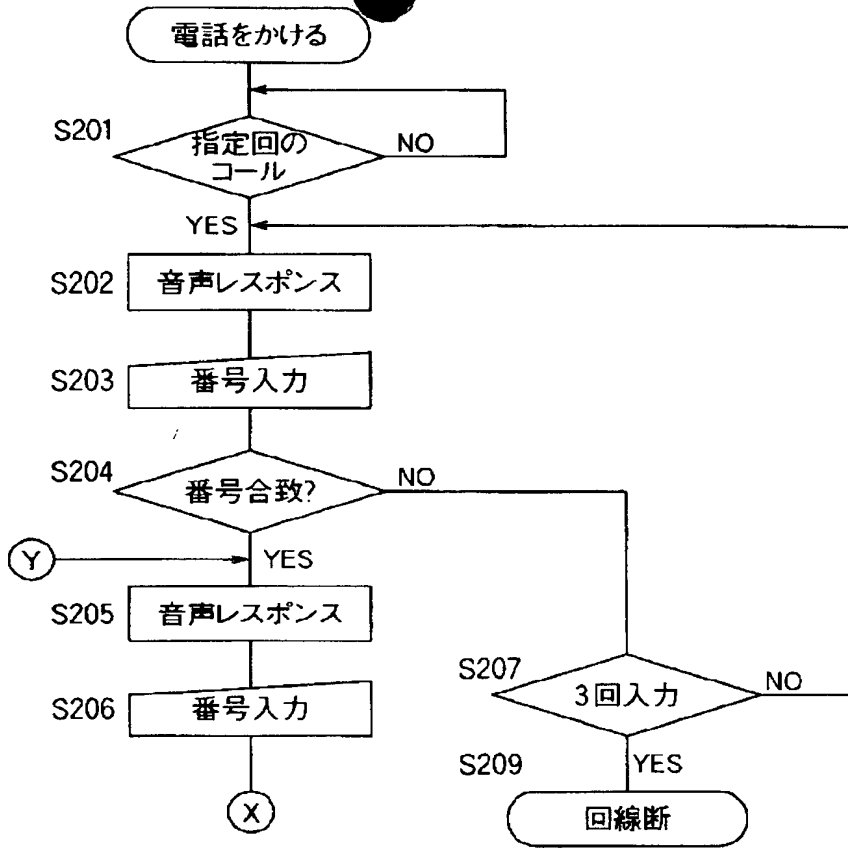 電話をかける
S201
指定回の
コール
NO
YES
S202
音声レスポンス
S203
番号入力
S204
番号合致?
NO
Y
YES
S205
音声レスポンス
S206
番号入力
S207
3回入力
NO
S209
YES
X
回線断